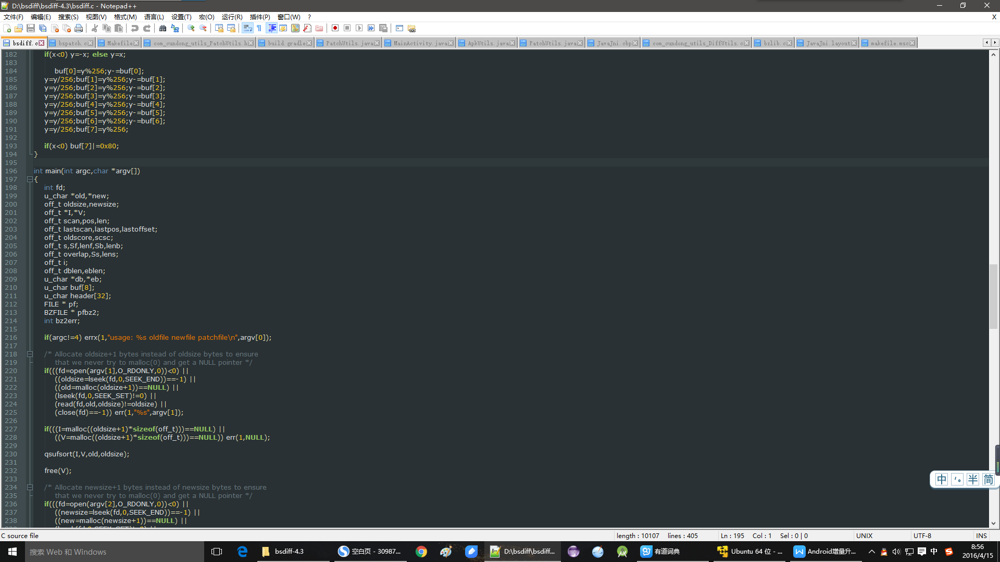 D:\bsdiff\bsdiff-4.3\bsdiff.c - Notepad++
文件(F) 编辑(E) 搜索(S) 视图(V) 格式(M) 语言(L) 设置(T) 宏(O) 运行(R) 插件(P) 窗口(W) ? X
bsdiff.c bspatch.c Makefile com_cundong_utils_PatchUtils.h build.gradle PatchUtils.java MainActivity.java ApkUtils.java PatchUtils.java JavaJni.cbp com_cundong_utils_DiffUtils.c bzlib.c JavaJni.layout makefile.msc
182 if(x<0) y=-x; else y=x;
183
184 buf[0]=y%256;y-=buf[0];
185 y=y/256;buf[1]=y%256;y-=buf[1];
186 y=y/256;buf[2]=y%256;y-=buf[2];
187 y=y/256;buf[3]=y%256;y-=buf[3];
188 y=y/256;buf[4]=y%256;y-=buf[4];
189 y=y/256;buf[5]=y%256;y-=buf[5];
190 y=y/256;buf[6]=y%256;y-=buf[6];
191 y=y/256;buf[7]=y%256;
192
193 if(x<0) buf[7]|=0x80;
194 }
195
196 int main(int argc,char *argv[])
197 {
198 int fd;
199 u_char *old,*new;
200 off_t oldsize,newsize;
201 off_t *I,*V;
202 off_t scan,pos,len;
203 off_t lastscan,lastpos,lastoffset;
204 off_t oldscore,scsc;
205 off_t s,Sf,lenf,Sb,lenb;
206 off_t overlap,Ss,lens;
207 off_t i;
208 off_t dblen,eblen;
209 u_char *db,*eb;
210 u_char buf[8];
211 u_char header[32];
212 FILE * pf;
213 BZFILE * pfbz2;
214 int bz2err;
215
216 if(argc!=4) errx(1,"usage: %s oldfile newfile patchfile\n",argv[0]);
217
218 /* Allocate oldsize+1 bytes instead of oldsize bytes to ensure
219 that we never try to malloc(0) and get a NULL pointer */
220 if(((fd=open(argv[1],O_RDONLY,0))<0) ||
221 ((oldsize=lseek(fd,0,SEEK_END))==-1) ||
222 ((old=malloc(oldsize+1))==NULL) ||
223 (lseek(fd,0,SEEK_SET)!=0) ||
224 (read(fd,old,oldsize)!=oldsize) ||
225 (close(fd)==-1)) err(1,"%s",argv[1]);
226
227 if(((I=malloc((oldsize+1)*sizeof(off_t)))==NULL) ||
228 ((V=malloc((oldsize+1)*sizeof(off_t)))==NULL)) err(1,NULL);
229
230 qsufsort(I,V,old,oldsize);
231
232 free(V);
233
234 /* Allocate newsize+1 bytes instead of newsize bytes to ensure
235 that we never try to malloc(0) and get a NULL pointer */
236 if(((fd=open(argv[2],O_RDONLY,0))<0) ||
237 ((newsize=lseek(fd,0,SEEK_END))==-1) ||
238 ((new=malloc(newsize+1))==NULL) ||
中 半 简
C source file length : 10107 lines : 405 Ln : 195 Col : 1 Sel : 0 | 0 UNIX UTF-8 INS
搜索 Web 和 Windows bsdiff-4.3 空白页 - 30987... D:\bsdiff\bsdiff... 有道词典 Ubuntu 64 位 - ... Android增量升... 中 8:56
2016/4/15